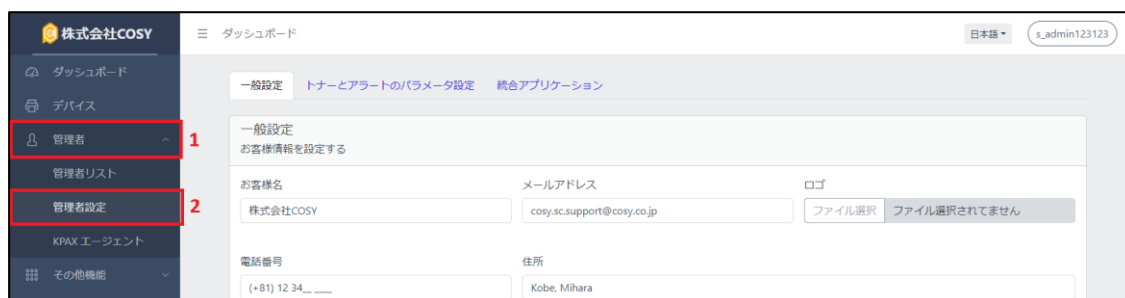 株式会社COSY
ダッシュボード
日本語
s_admin123123
ダッシュボード
デバイス
管理者
1
管理者リスト
管理者設定
2
KPAX エージェント
その他機能
一般設定 トナーとアラートのパラメータ設定 統合アプリケーション
一般設定
お客様情報を設定する
お客様名 メールアドレス ロゴ
株式会社COSY cosy.sc.support@cosy.co.jp ファイル選択 ファイル選択されてません
電話番号 住所
(+81) 12 34__ ____ Kobe, Mihara